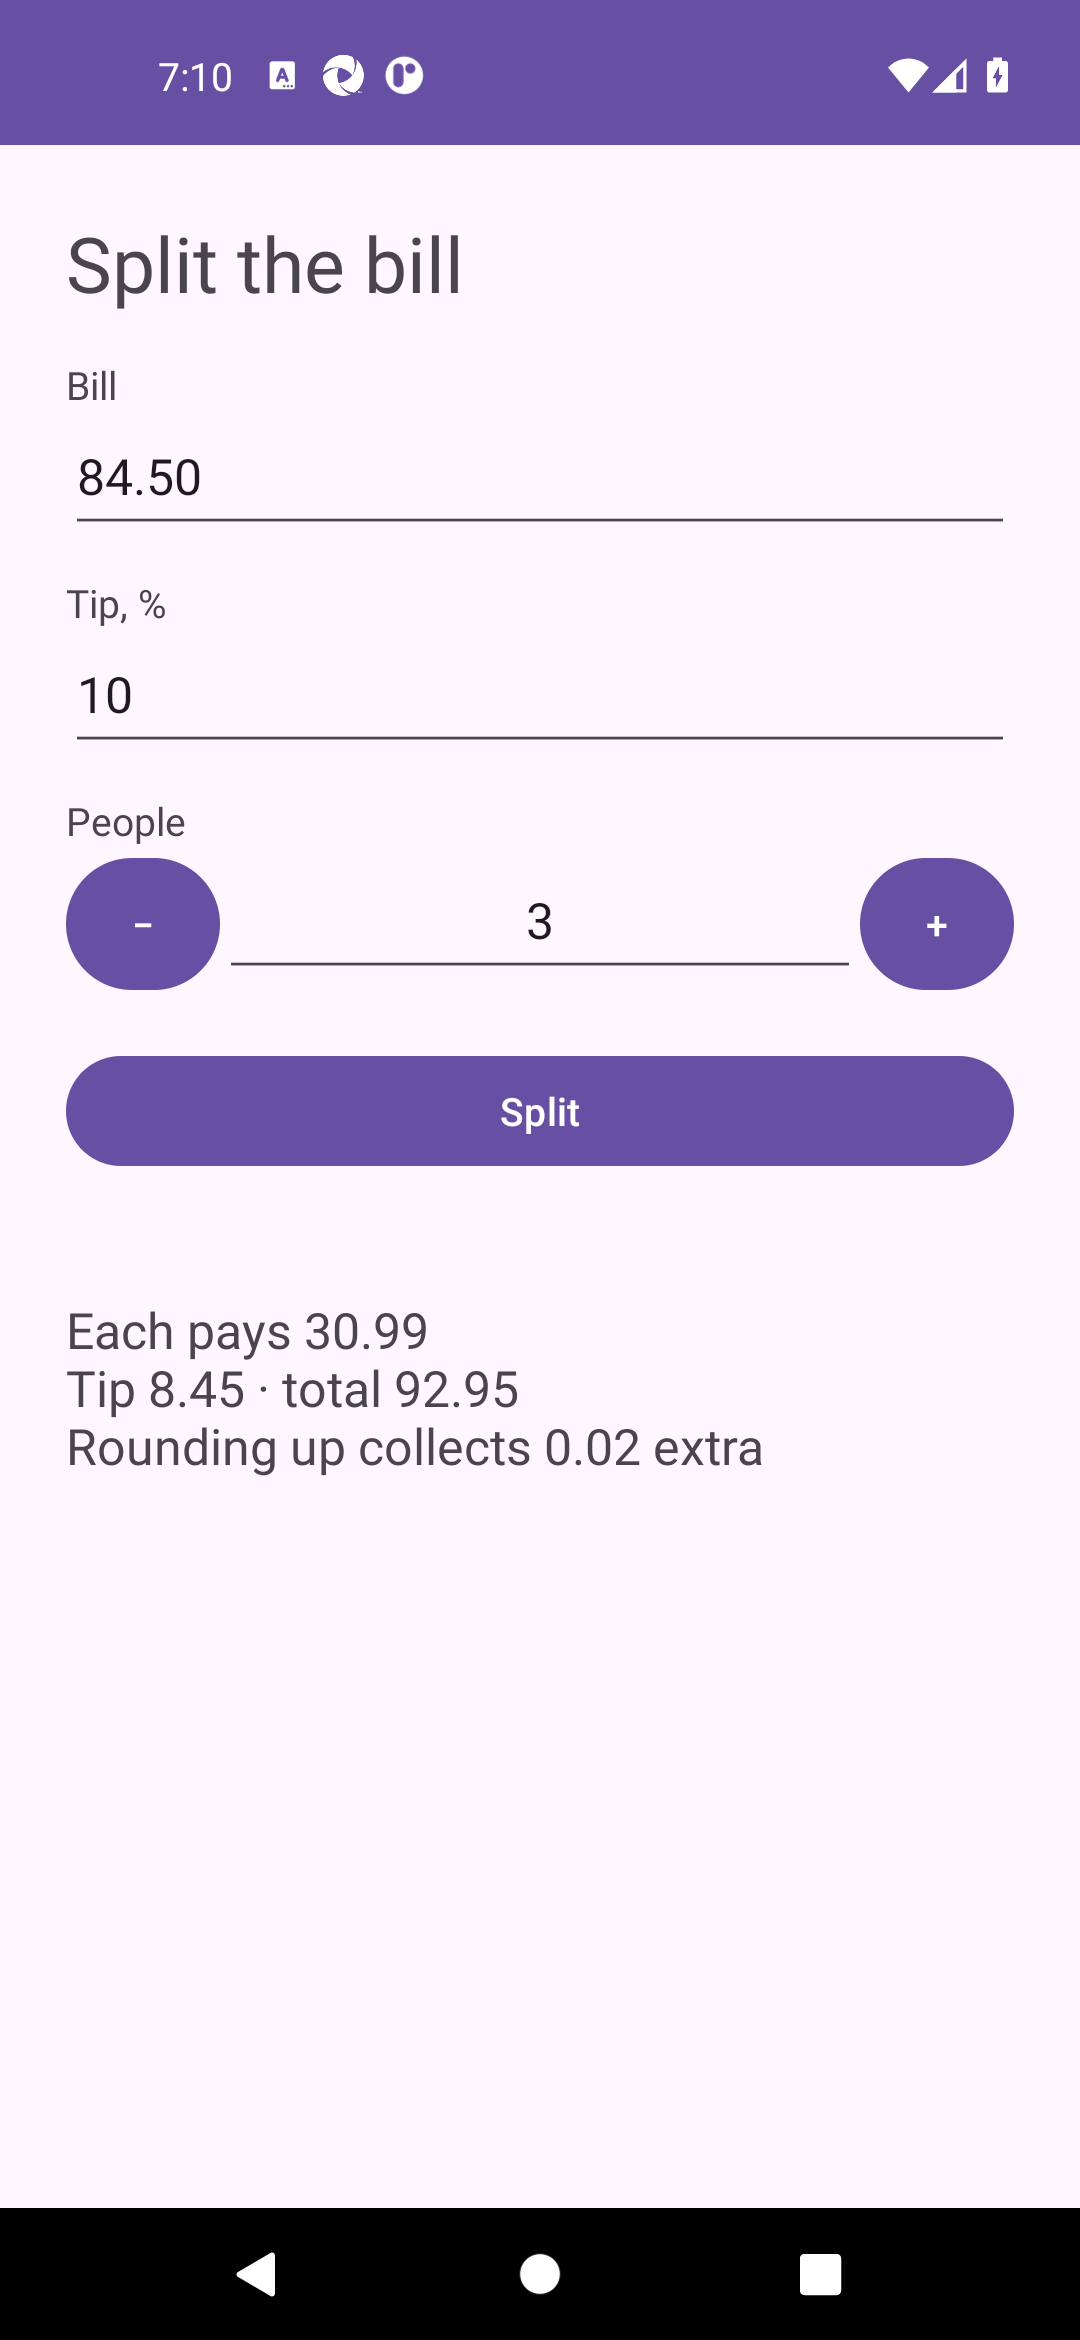 7:10
Split the bill
Bill
84.50
Tip, %
10
People
− 3 +
Split
Each pays 30.99
Tip 8.45 · total 92.95
Rounding up collects 0.02 extra